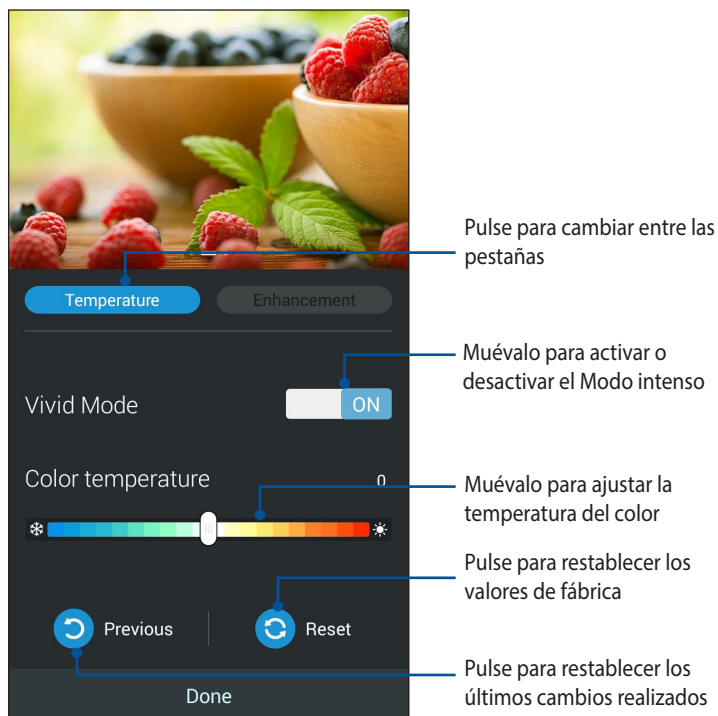 Pulse para cambiar entre las
pestañas
Temperature
Enhancement
Muévalo para activar o
desactivar el Modo intenso
Vivid Mode
ON
Color temperature
0
Muévalo para ajustar la
temperatura del color
Pulse para restablecer los
valores de fábrica
Previous
Reset
Pulse para restablecer los
últimos cambios realizados
Done